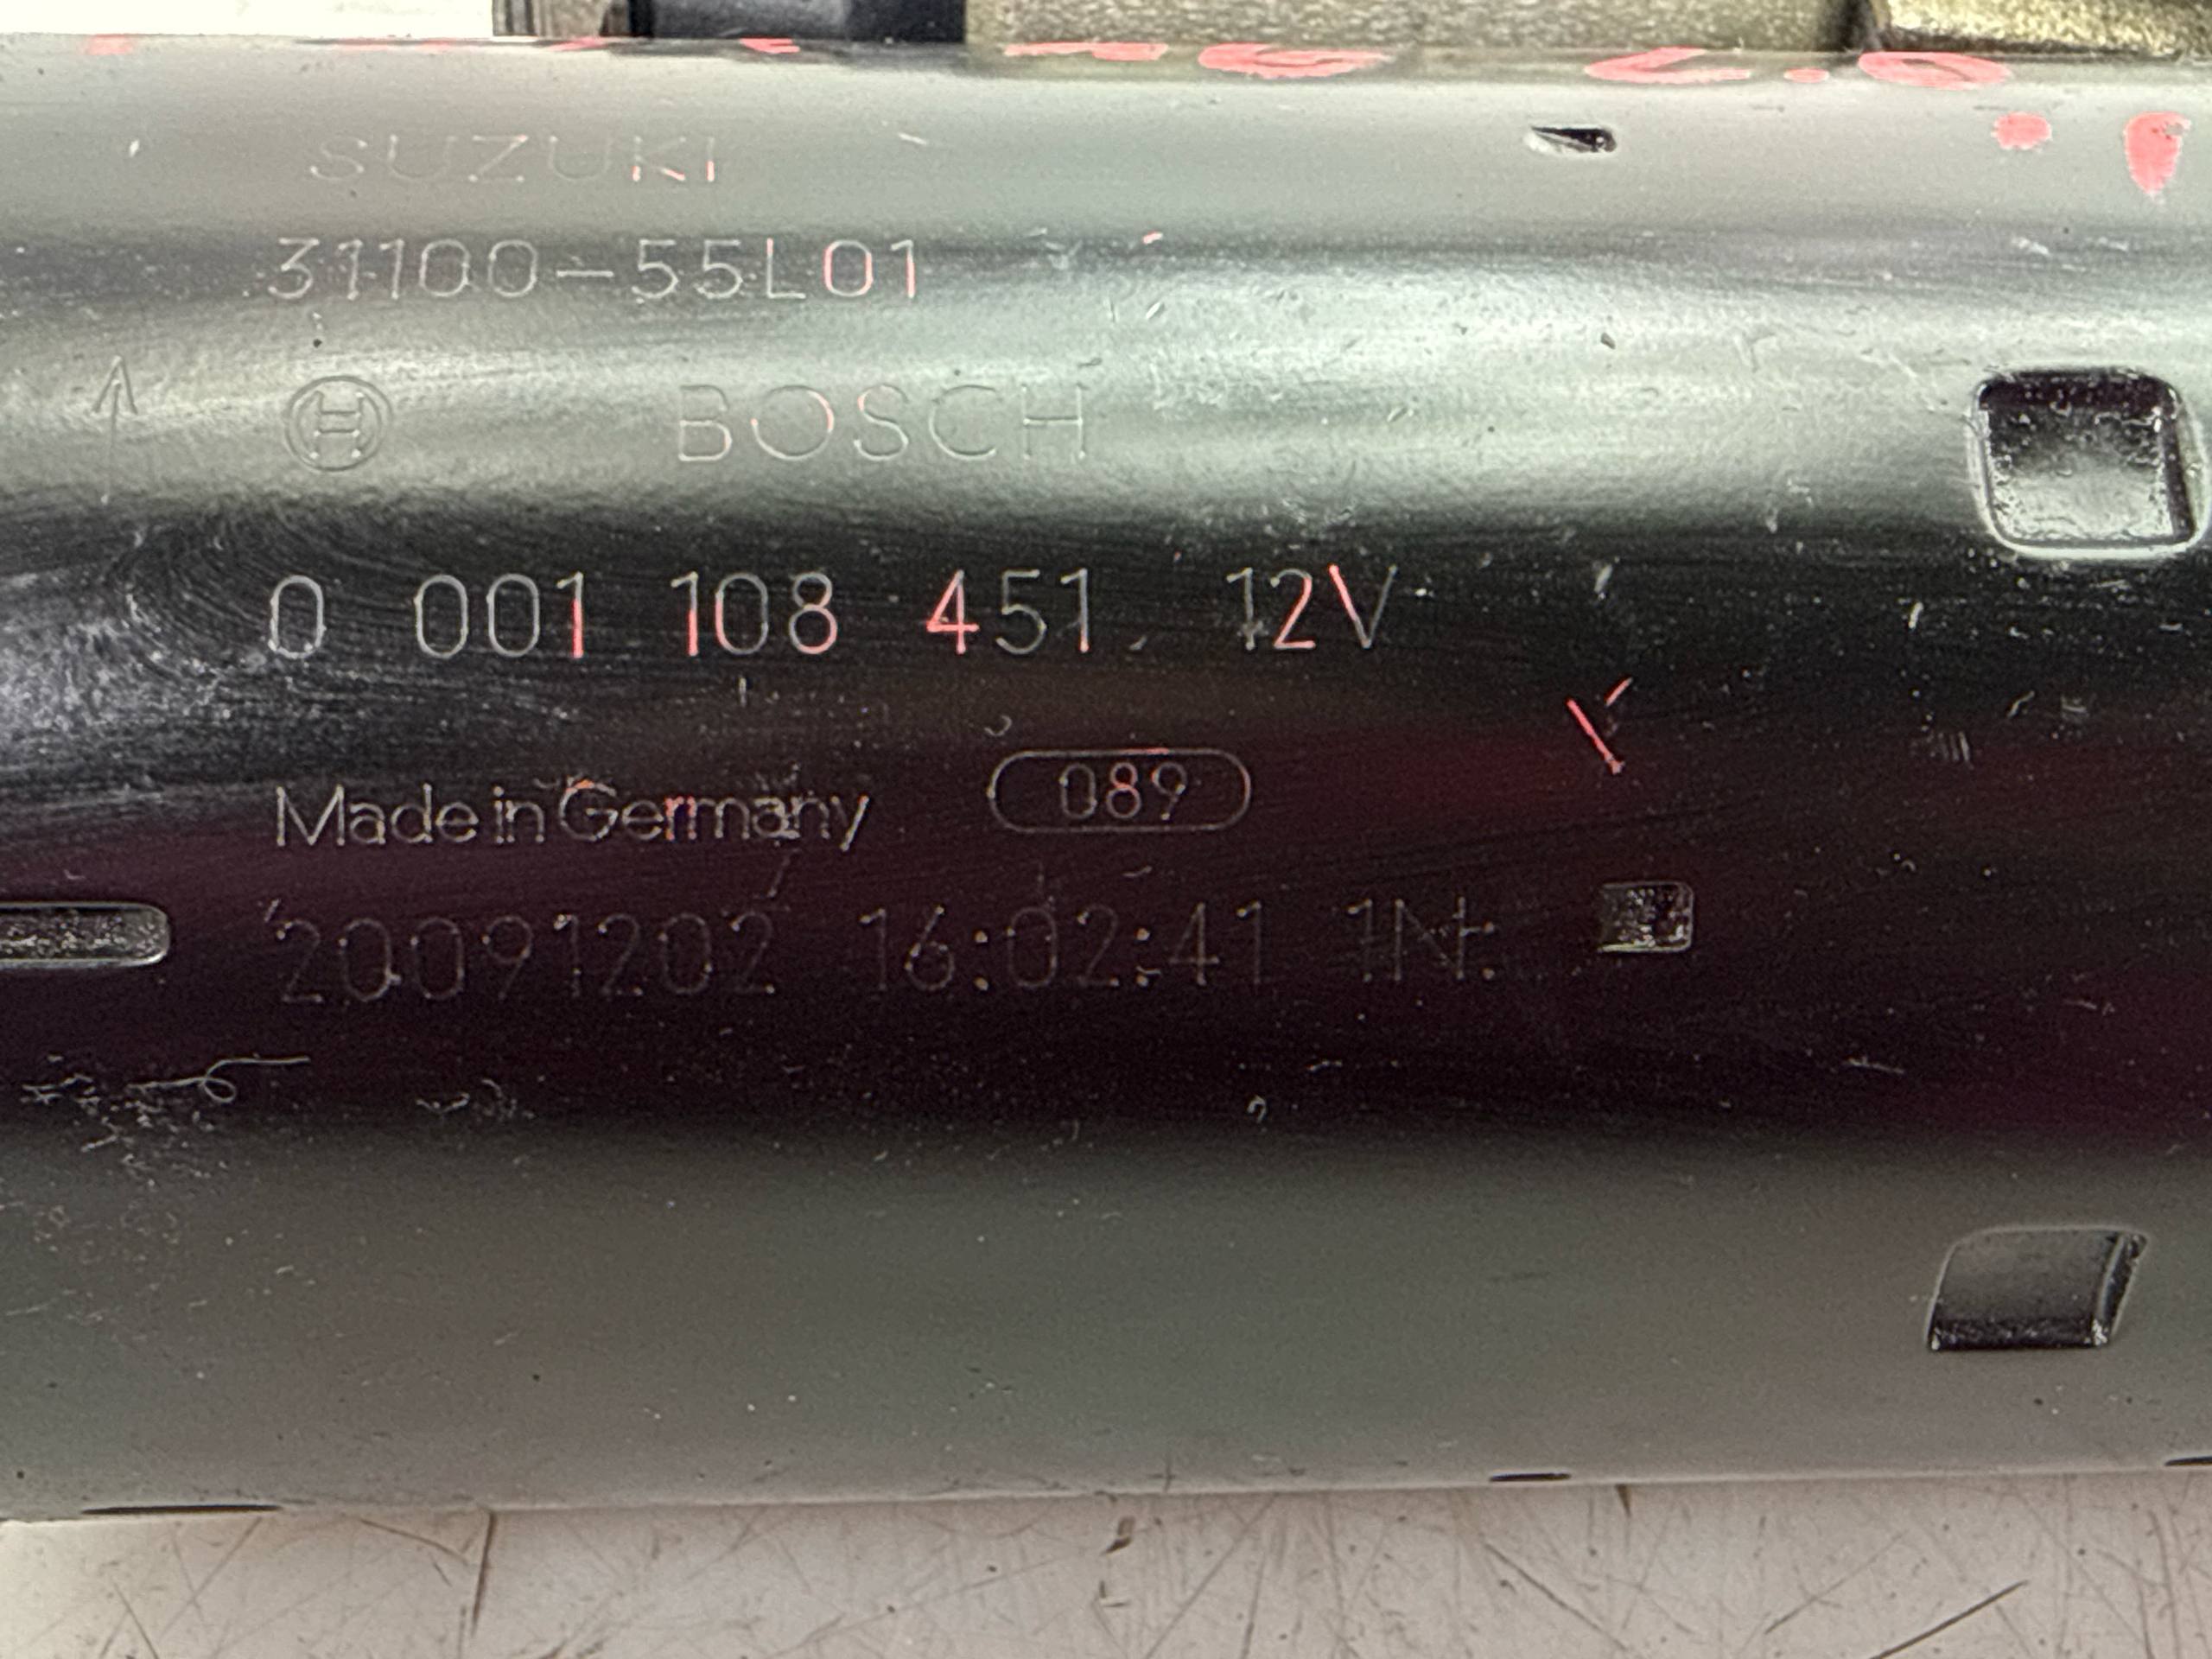 SUZUKI
31100-55L01
BOSCH
0 001 108 451 12V
Made in Germany 089
20091202 16:02:41 1N: